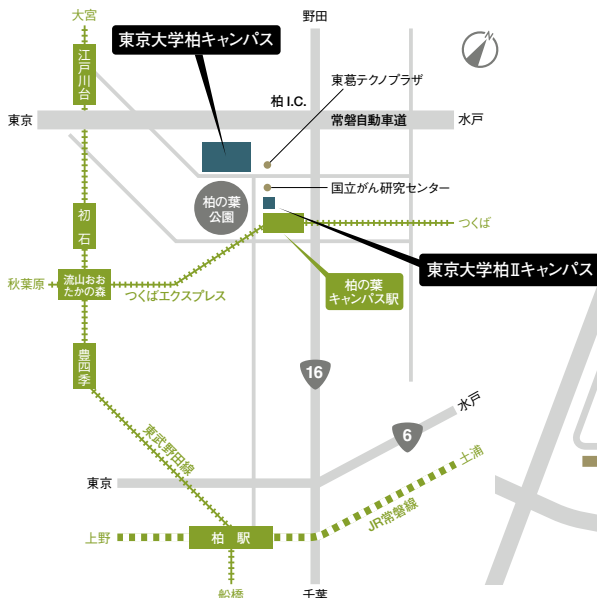 大宮
野田
東京大学柏キャンパス
江戸川台
東葛テクノプラザ
柏 I.C.
東京
常磐自動車道
水戸
国立がん研究センター
柏の葉
公園
初石
つくば
東京大学柏Ⅱキャンパス
秋葉原
流山おお
たかの森
つくばエクスプレス
柏の葉
キャンパス駅
豊四季
16
水戸
6
東武野田線
土浦
東京
JR常磐線
上野
柏 駅
船橋
千葉